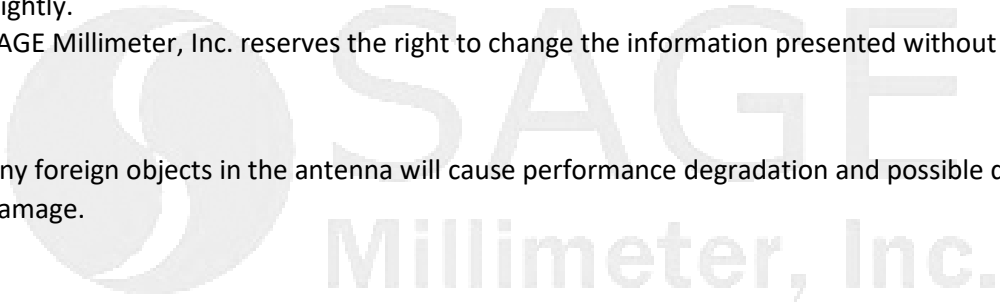 ightly.
AGE Millimeter, Inc. reserves the right to change the information presented without
ny foreign objects in the antenna will cause performance degradation and possible
amage.
SAGE
Millimeter, Inc.